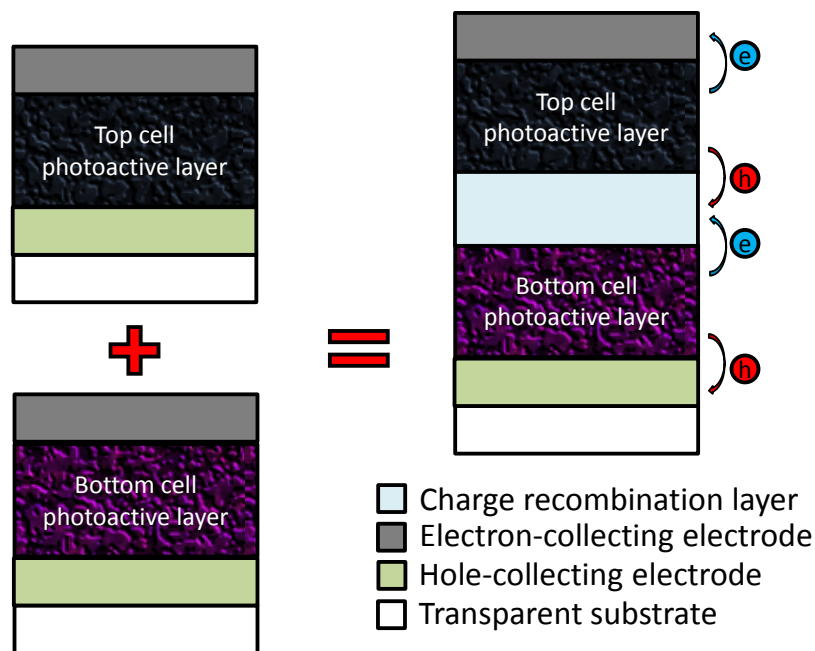 Top cell
photoactive layer
Bottom cell
photoactive layer
Top cell
photoactive layer
Bottom cell
photoactive layer
e
h
e
h
Charge recombination layer
Electron-collecting electrode
Hole-collecting electrode
Transparent substrate